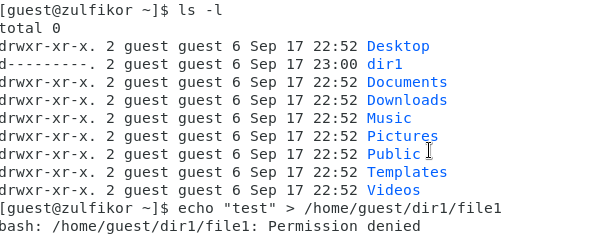 [guest@zulfikor ~]$ ls -l
total 0
drwxr-xr-x. 2 guest guest 6 Sep 17 22:52 Desktop
d---------. 2 guest guest 6 Sep 17 23:00 dir1
drwxr-xr-x. 2 guest guest 6 Sep 17 22:52 Documents
drwxr-xr-x. 2 guest guest 6 Sep 17 22:52 Downloads
drwxr-xr-x. 2 guest guest 6 Sep 17 22:52 Music
drwxr-xr-x. 2 guest guest 6 Sep 17 22:52 Pictures
drwxr-xr-x. 2 guest guest 6 Sep 17 22:52 Public
drwxr-xr-x. 2 guest guest 6 Sep 17 22:52 Templates
drwxr-xr-x. 2 guest guest 6 Sep 17 22:52 Videos
[guest@zulfikor ~]$ echo "test" > /home/guest/dir1/file1
bash: /home/guest/dir1/file1: Permission denied